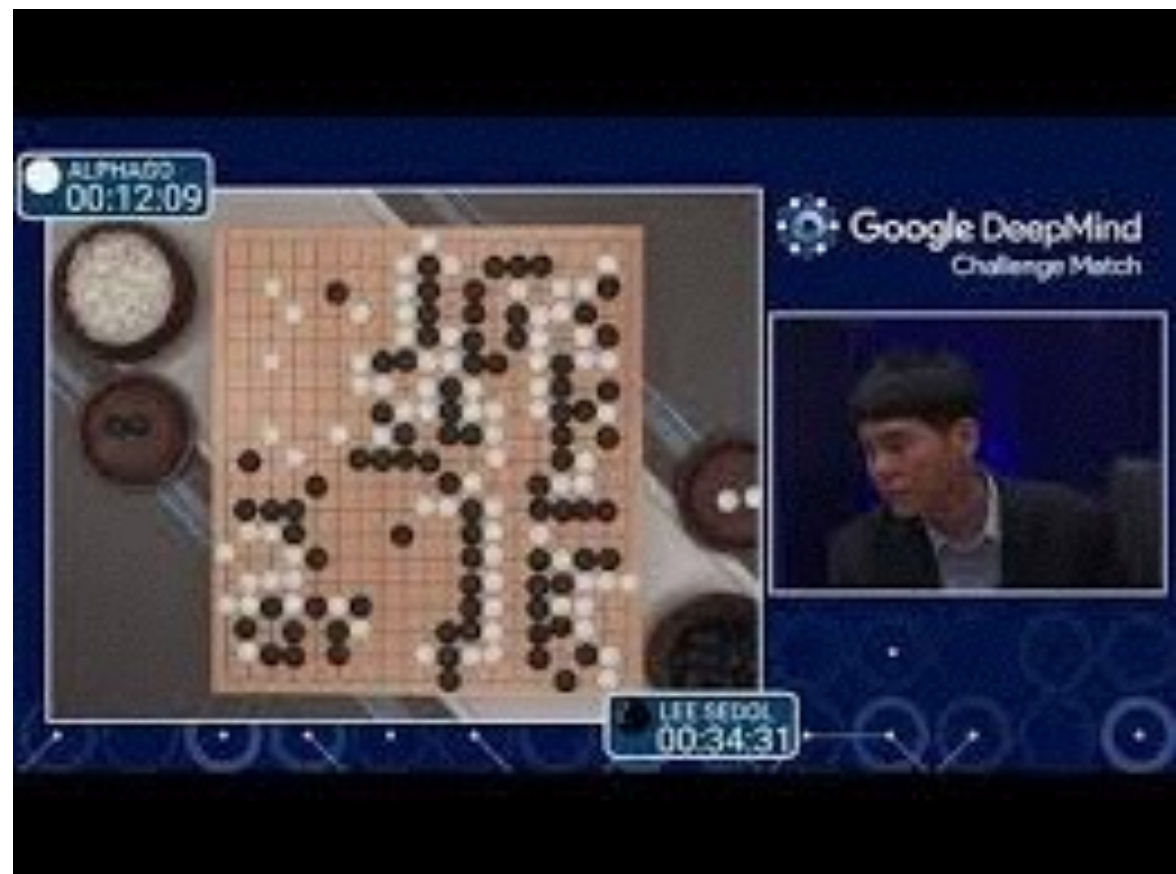 ALPHAGO
00:12:09
Google DeepMind
Challenge Match
LEE SEDOL
00:34:31